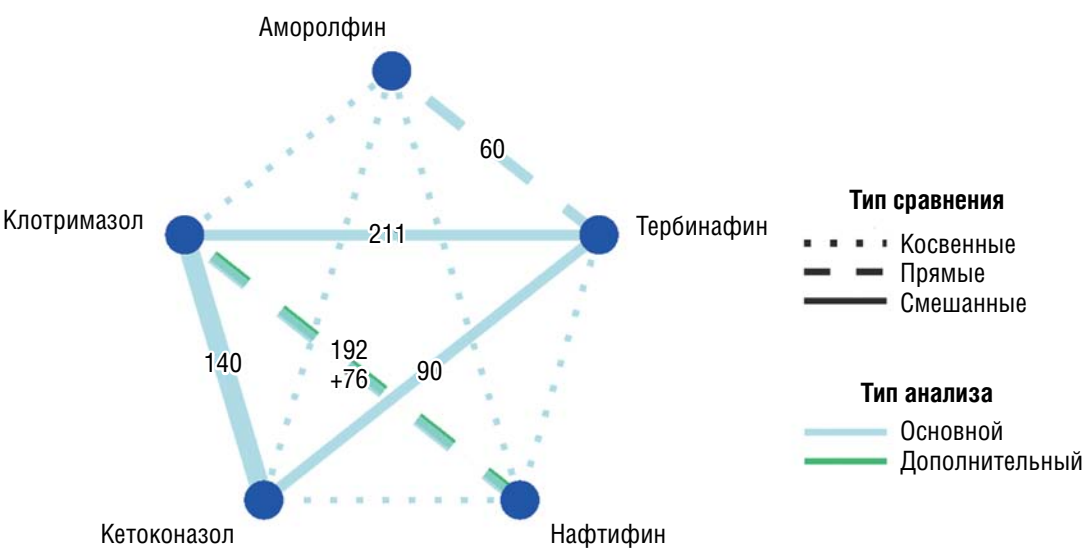 Аморолфин
60
Клотримазол
211
Тербинафин
140
192
+76
90
Кетоконазол
Нафтифин
Тип сравнения
Косвенные
Прямые
Смешанные
Тип анализа
Основной
Дополнительный